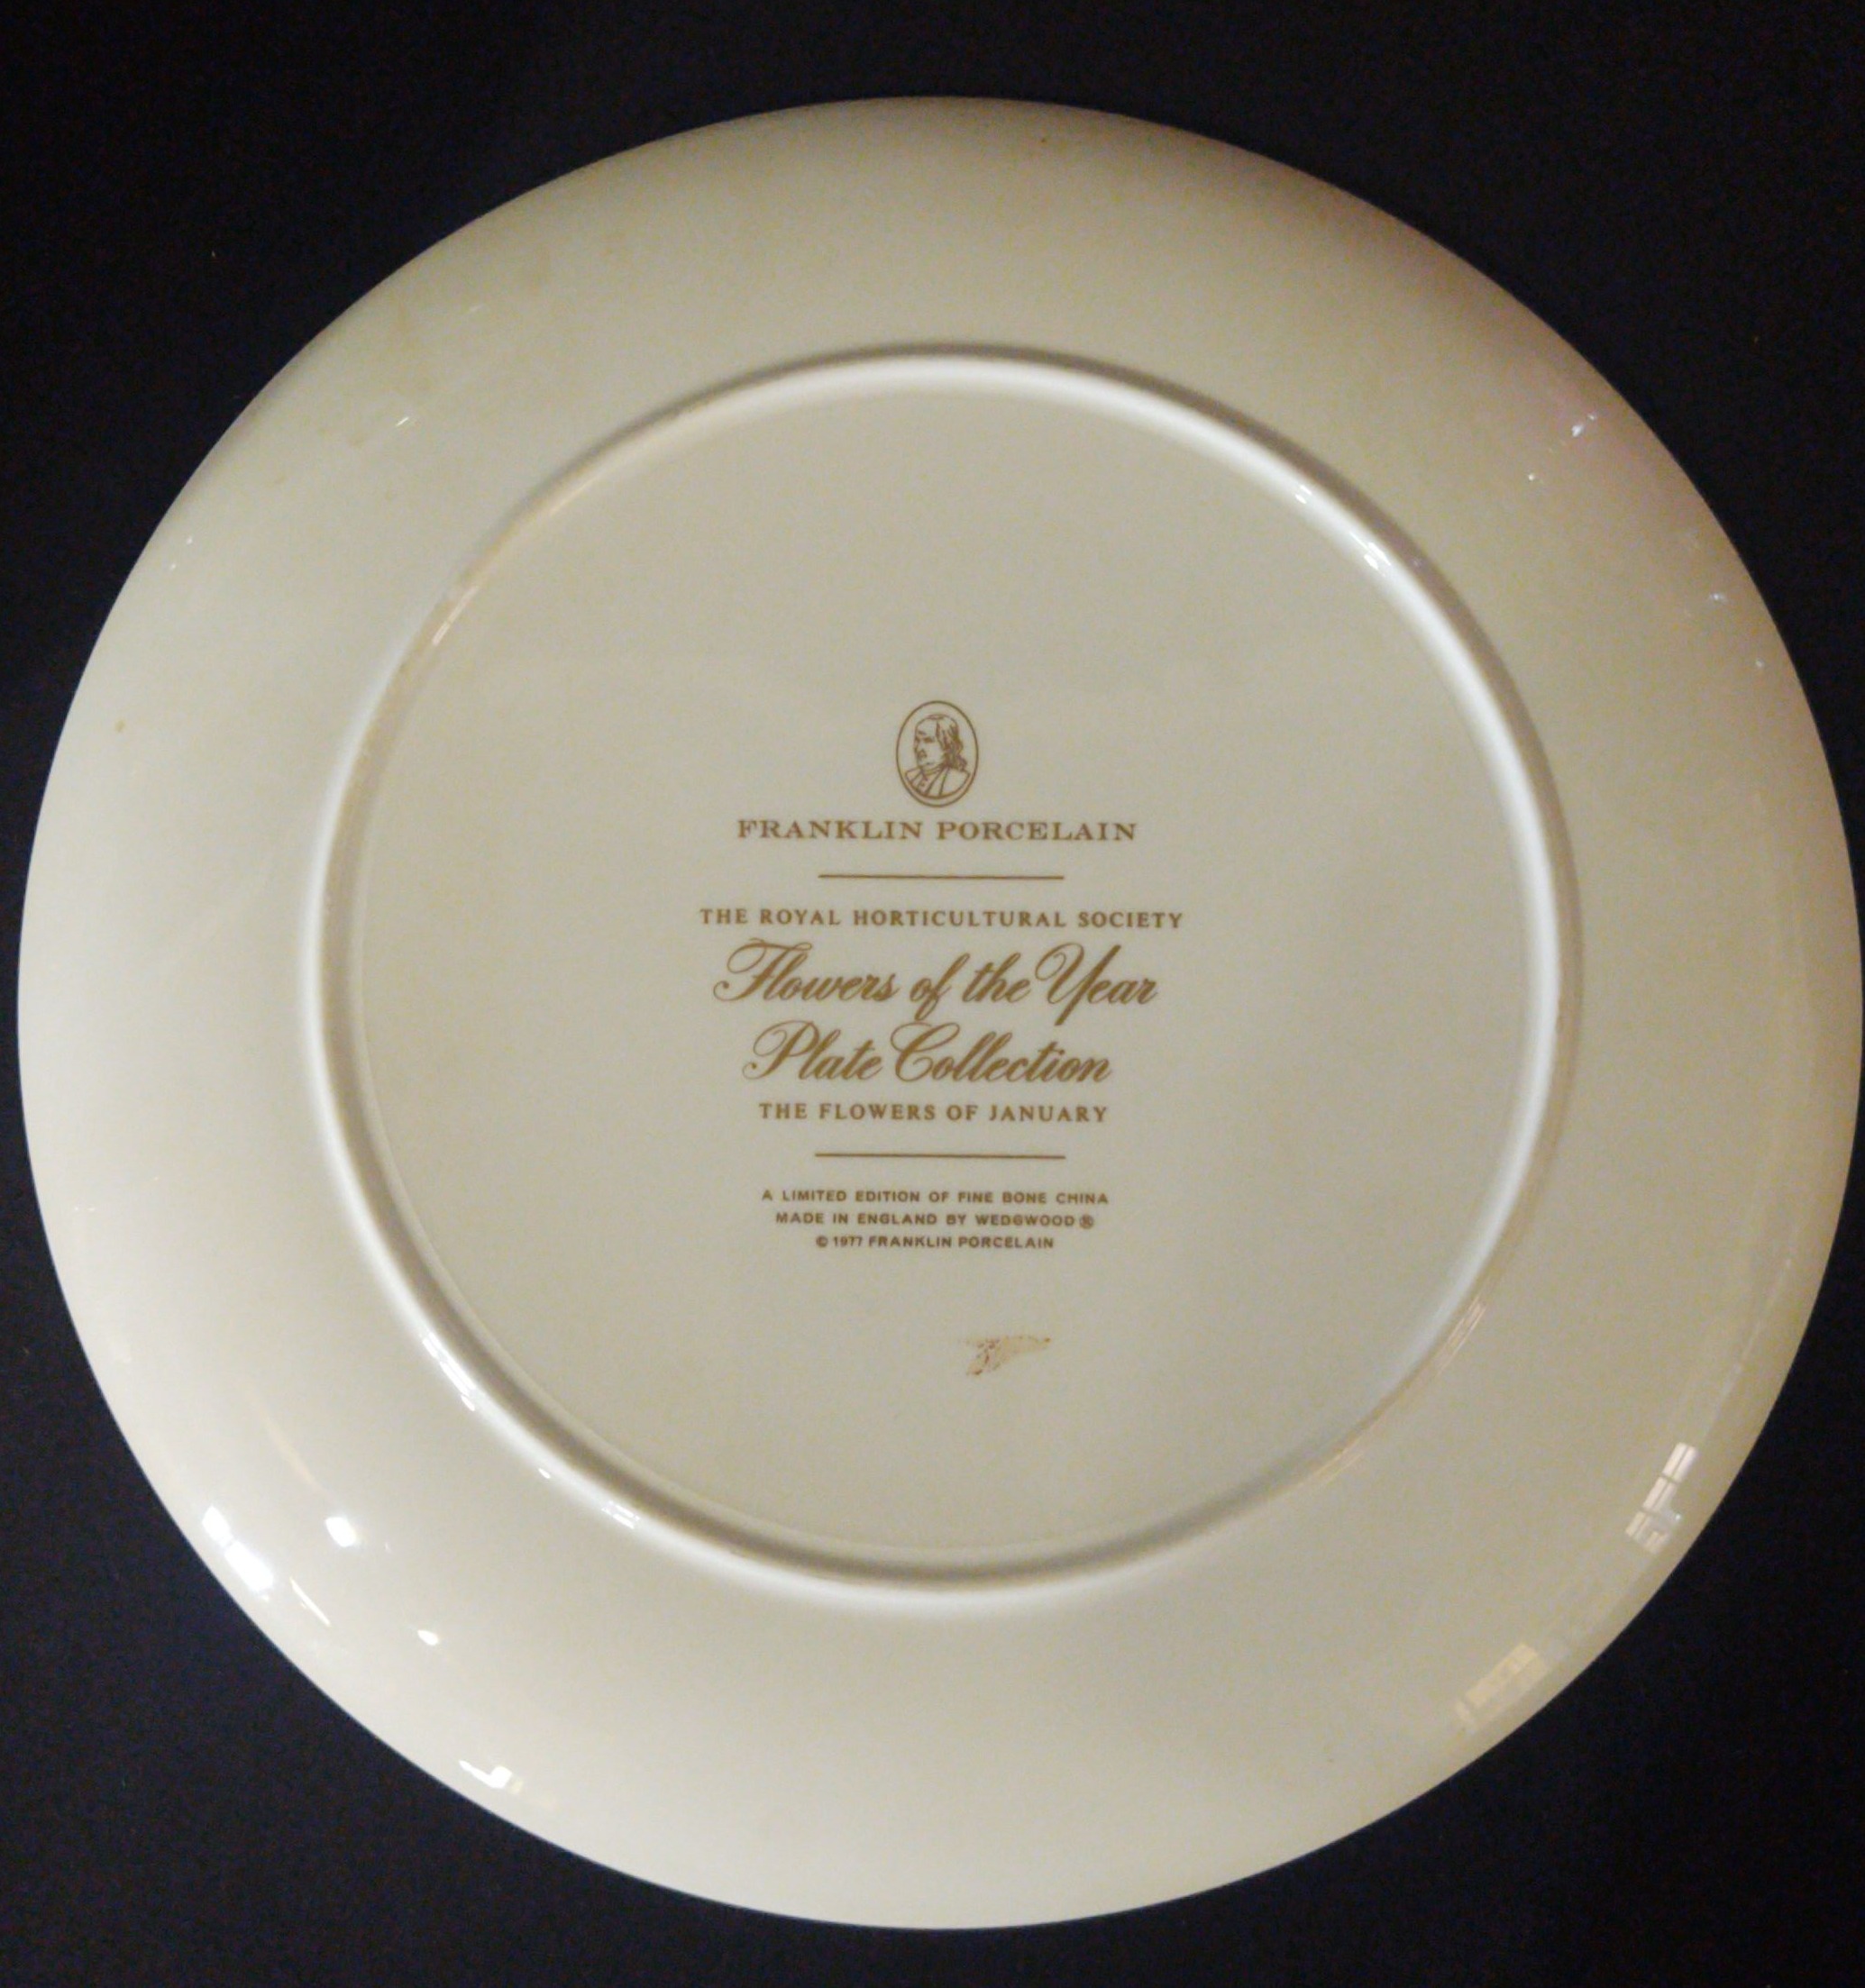 FRANKLIN PORCELAIN
THE ROYAL HORTICULTURAL SOCIETY
Flowers of the Year
Plate Collection
THE FLOWERS OF JANUARY
A LIMITED EDITION OF FINE BONE CHINA
MADE IN ENGLAND BY WEDGWOOD ®
© 1977 FRANKLIN PORCELAIN